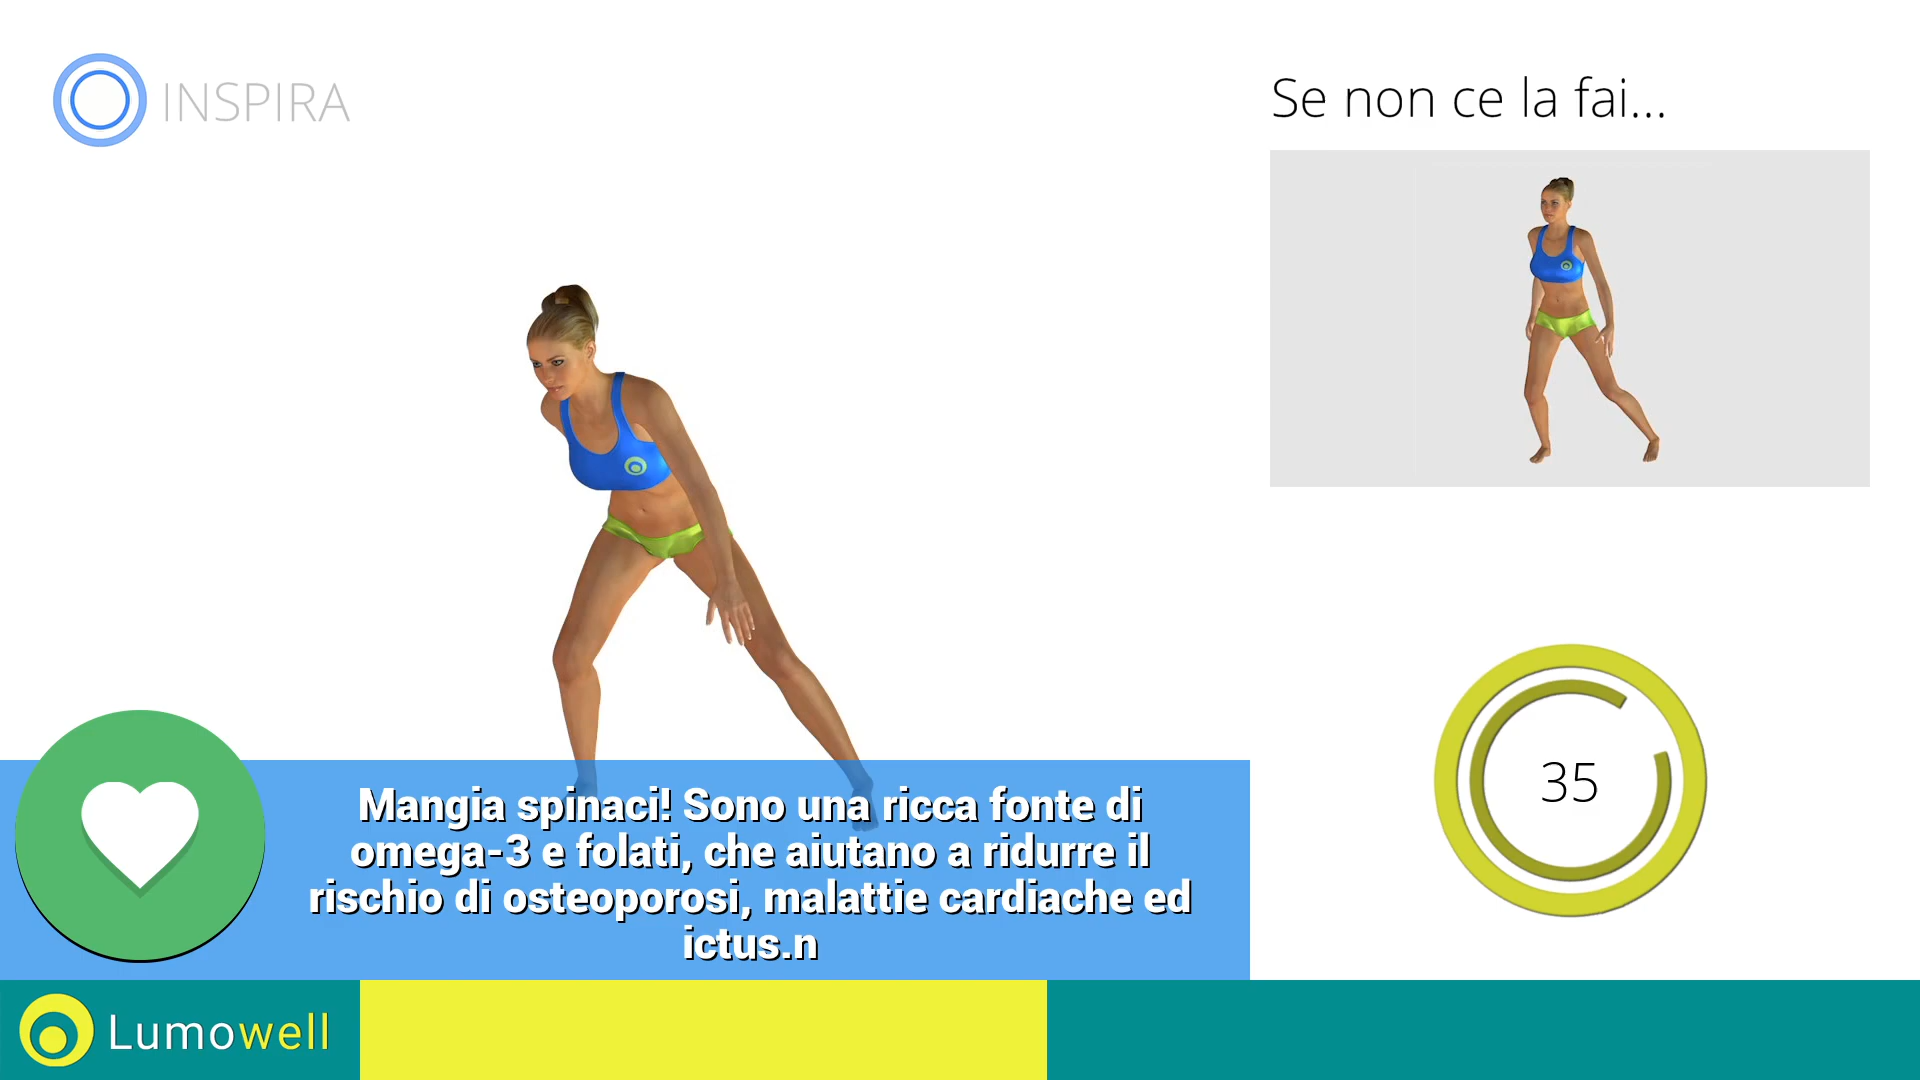 INSPIRA
Se non ce la fai...
35
Mangia spinaci! Sono una ricca fonte di
omega-3 e folati, che aiutano a ridurre il
rischio di osteoporosi, malattie cardiache ed
ictus.n
Lumowell